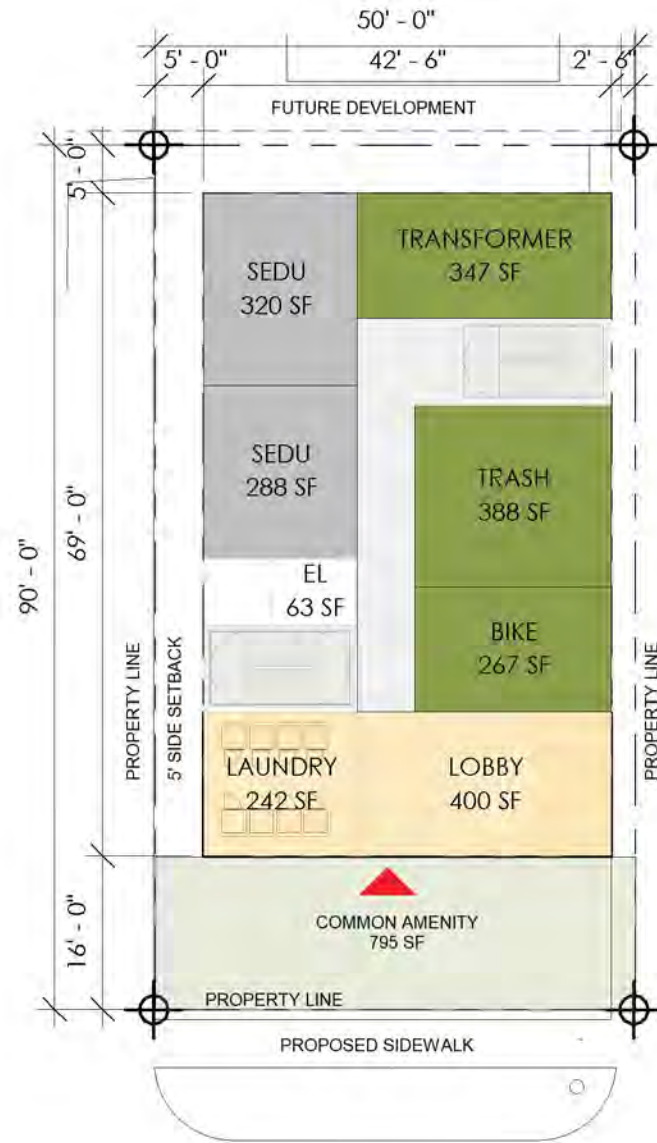 50' - 0"
5' - 0"
42' - 6"
2' - 6"
FUTURE DEVELOPMENT
5' - 0"
SEDU
320 SF
TRANSFORMER
347 SF
SEDU
288 SF
TRASH
388 SF
69' - 0"
90' - 0"
EL
63 SF
BIKE
267 SF
PROPERTY LINE
5' SIDE SETBACK
PROPERTY LINE
LAUNDRY
242 SF
LOBBY
400 SF
16' - 0"
COMMON AMENITY
795 SF
PROPERTY LINE
PROPOSED SIDEWALK